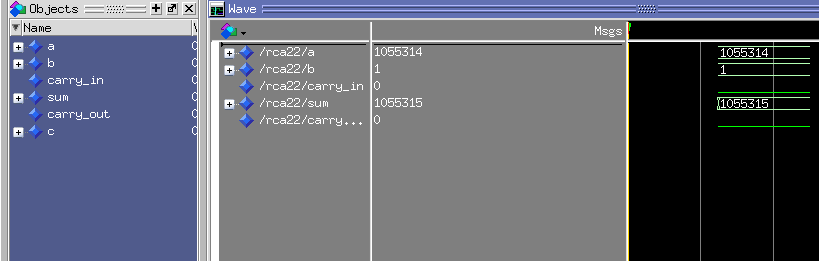 Objects
Name
a
b
carry_in
sum
carry_out
c
Wave
Msgs
/rca22/a 1055314 1055314
/rca22/b 1 1
/rca22/carry_in 0
/rca22/sum 1055315 1055315
/rca22/carry... 0